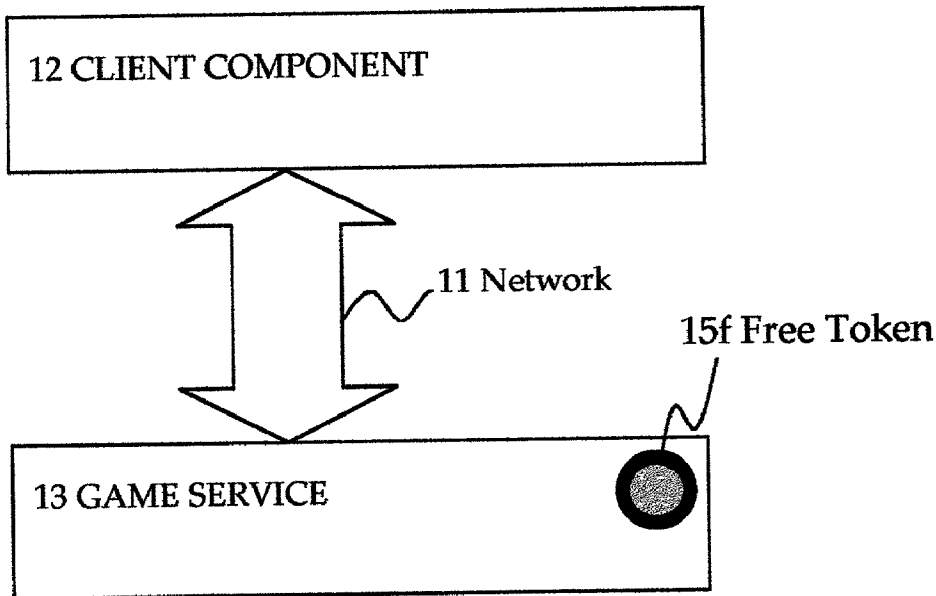 12 CLIENT COMPONENT
11 Network
15f Free Token
13 GAME SERVICE